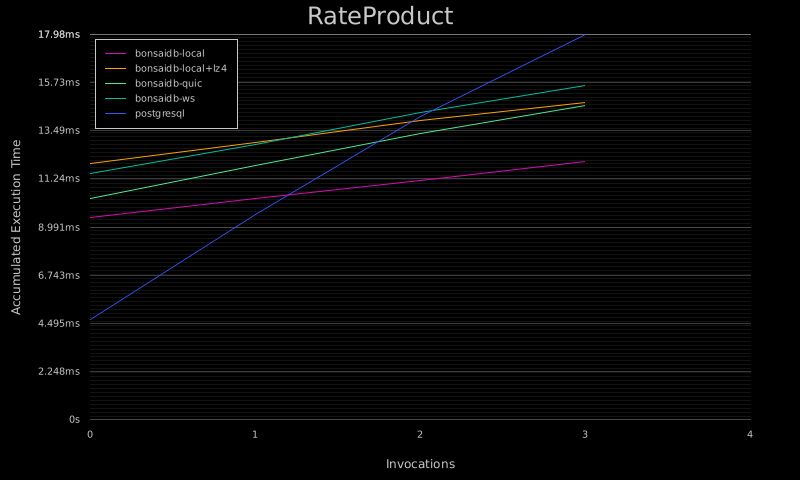 RateProduct
17.98ms
15.73ms
13.49ms
11.24ms
8.991ms
6.743ms
4.495ms
2.248ms
0s
bonsaidb-local
bonsaidb-local+lz4
bonsaidb-quic
bonsaidb-ws
postgresql
Accumulated Execution Time
0 1 2 3 4
Invocations